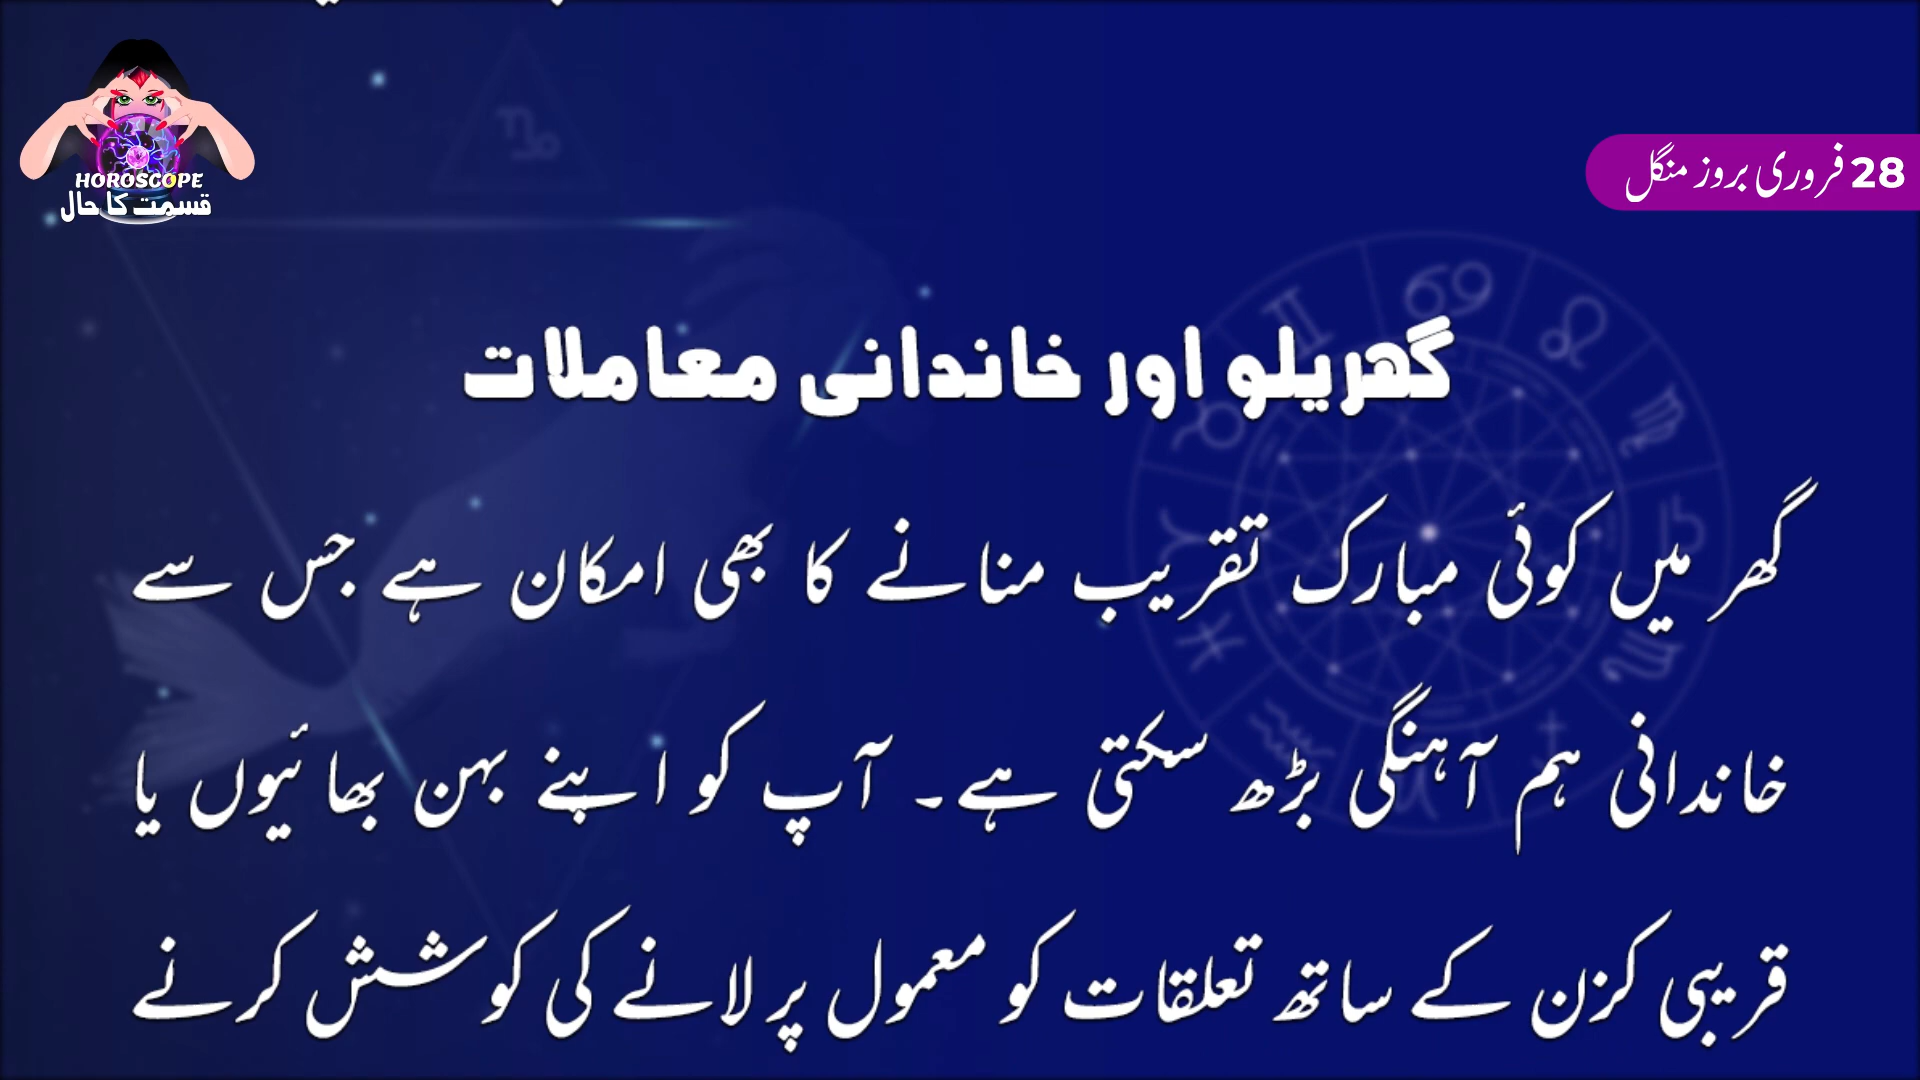 HOROSCOPE
قسمت کا حال
28 فروری بروز منگل
گھریلو اور خاندانی معاملات
گھر میں کوئی مبارک تقریب منانے کا بھی امکان ہے جس سے
خاندانی ہم آہنگی بڑھ سکتی ہے۔ آپ کو اپنے بہن بھائیوں یا
قریبی کزن کے ساتھ تعلقات کو معمول پر لانے کی کوشش کرنے